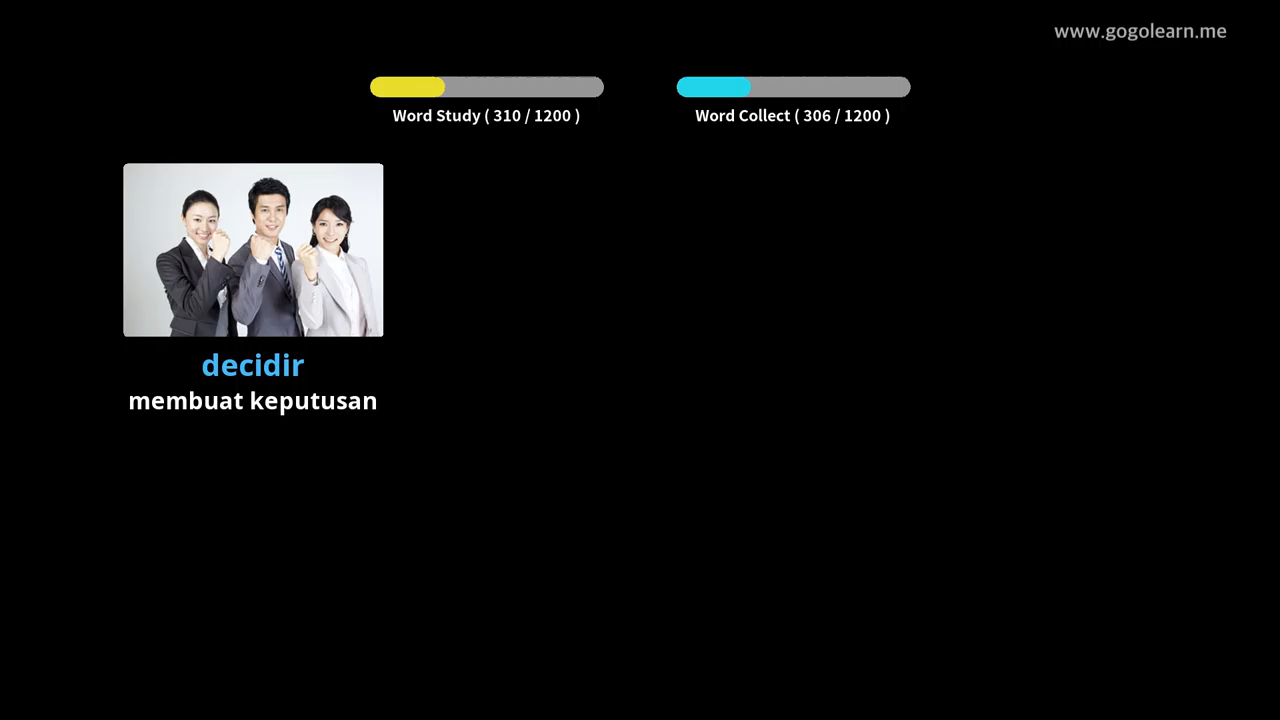 www.gogolearn.me
Word Study ( 310 / 1200 )
Word Collect ( 306 / 1200 )
decidir
membuat keputusan